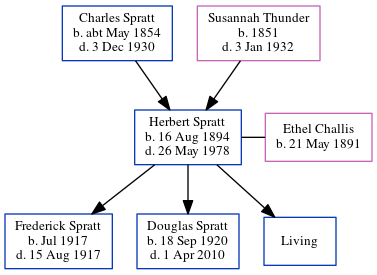 Charles Spratt
b. abt May 1854
d. 3 Dec 1930
Susannah Thunder
b. 1851
d. 3 Jan 1932
Herbert Spratt
b. 16 Aug 1894
d. 26 May 1978
Ethel Challis
b. 21 May 1891
Frederick Spratt
b. Jul 1917
d. 15 Aug 1917
Douglas Spratt
b. 18 Sep 1920
d. 1 Apr 2010
Living